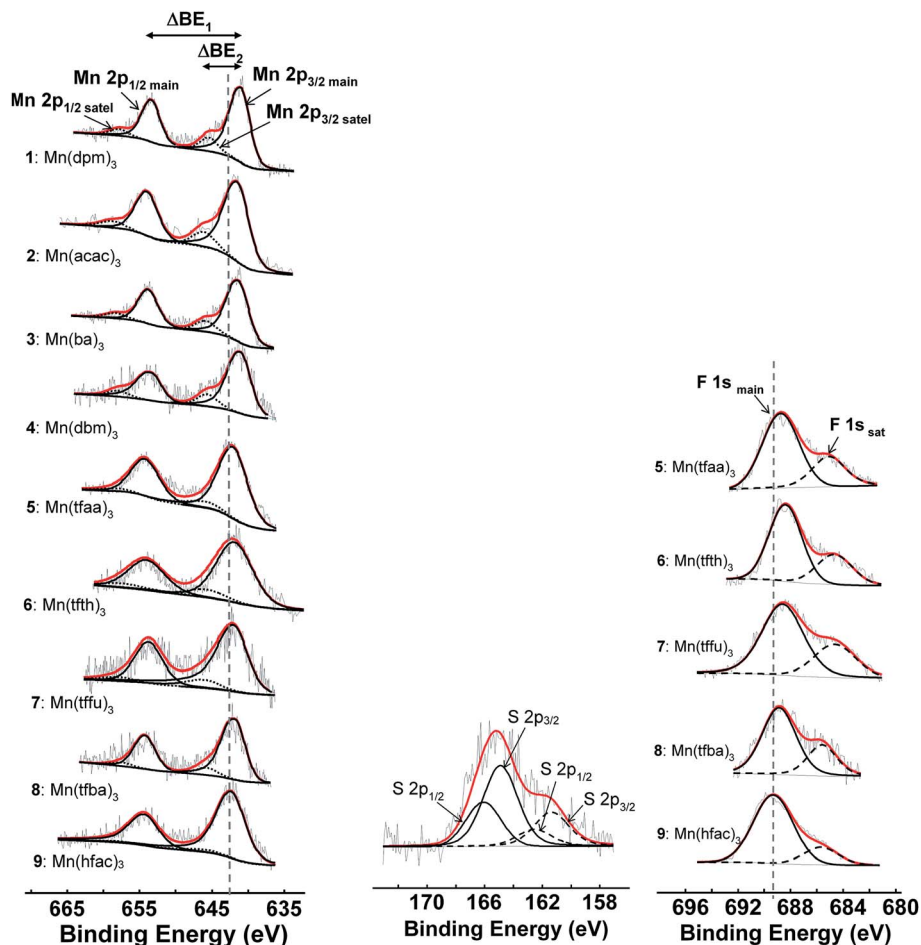 ΔBE₁
ΔBE₂
Mn 2p₁/₂ main
Mn 2p₃/₂ main
Mn 2p₁/₂ satel
Mn 2p₃/₂ satel
1: Mn(dpm)₃
2: Mn(acac)₃
3: Mn(ba)₃
4: Mn(dbm)₃
5: Mn(tfaa)₃
6: Mn(tfth)₃
7: Mn(tffu)₃
8: Mn(tfba)₃
9: Mn(hfac)₃
665 655 645 635
Binding Energy (eV)
S 2p₃/₂
S 2p₁/₂
S 2p₁/₂
S 2p₃/₂
170 166 162 158
Binding Energy (eV)
F 1s main
F 1s sat
5: Mn(tfaa)₃
6: Mn(tfth)₃
7: Mn(tffu)₃
8: Mn(tfba)₃
9: Mn(hfac)₃
696 692 688 684 680
Binding Energy (eV)